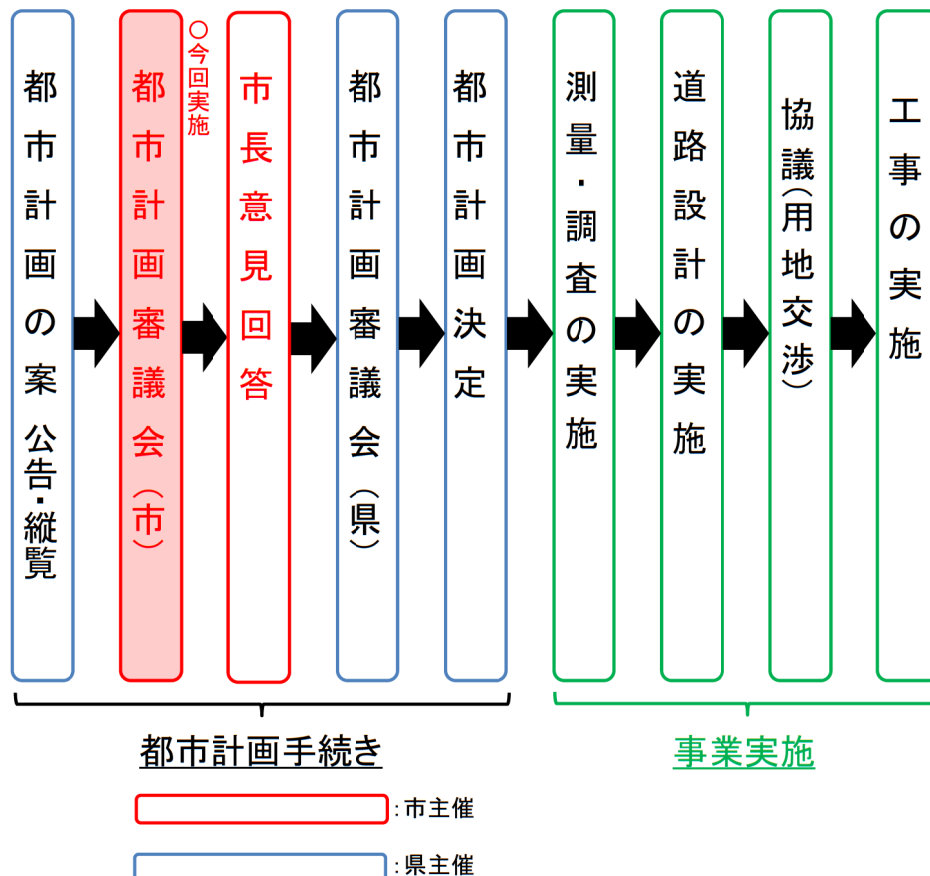 都市計画の案 公告・縦覧
都市計画審議会（市）
○今回実施
市長意見回答
都市計画審議会（県）
都市計画決定
測量・調査の実施
道路設計の実施
協議（用地交渉）
工事の実施
都市計画手続き
事業実施
：市主催
：県主催